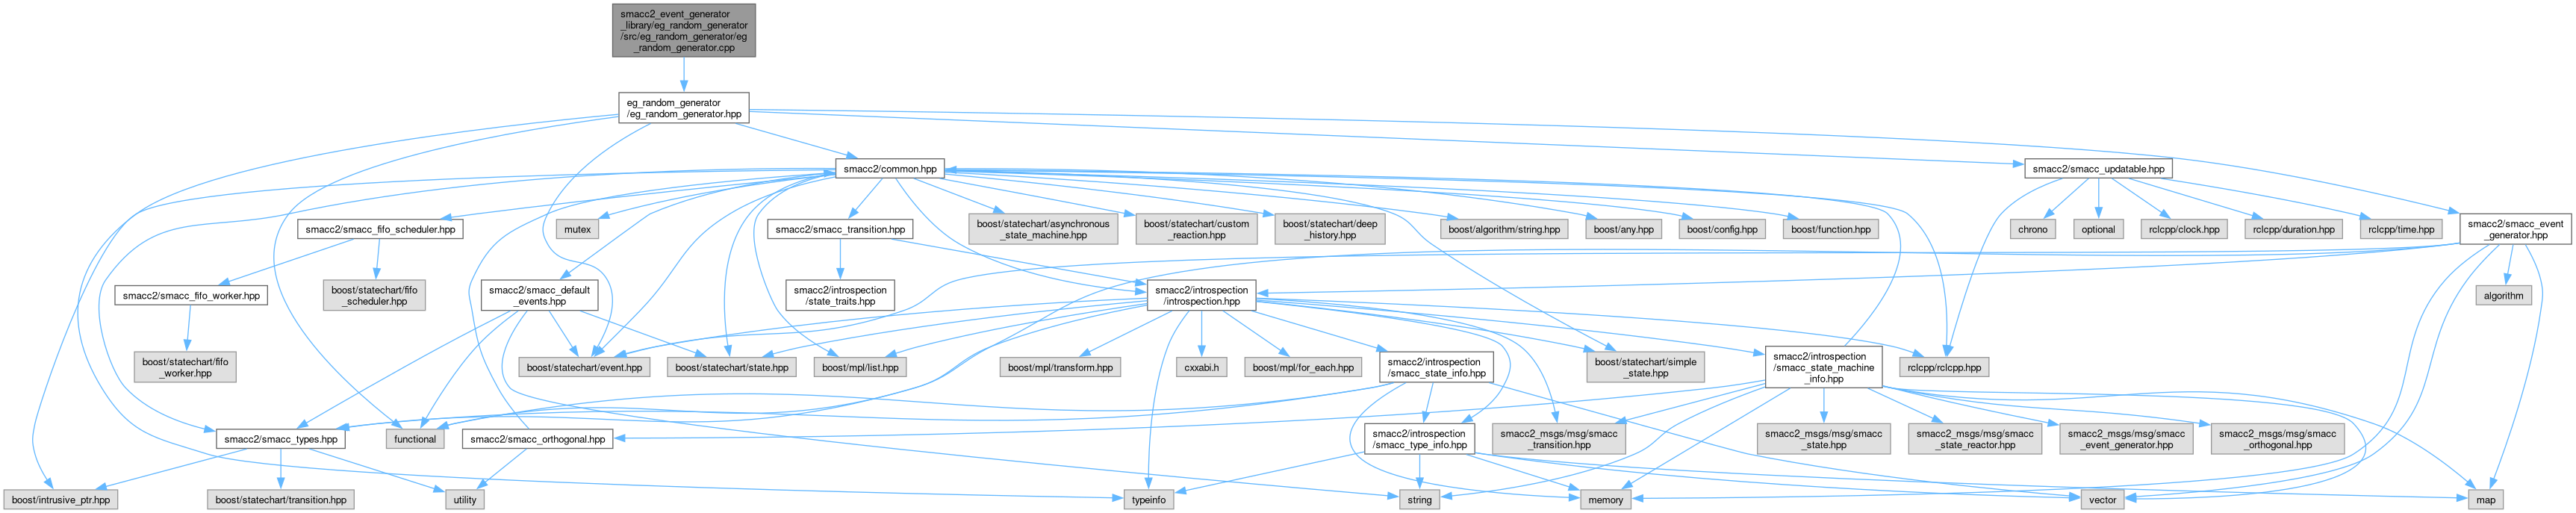 smacc2_event_generator
_library/eg_random_generator
/src/eg_random_generator/eg
_random_generator.cpp
eg_random_generator
/eg_random_generator.hpp
smacc2/common.hpp
smacc2/smacc_updatable.hpp
smacc2/smacc_fifo_scheduler.hpp
mutex
smacc2/smacc_transition.hpp
boost/statechart/asynchronous
_state_machine.hpp
boost/statechart/custom
_reaction.hpp
boost/statechart/deep
_history.hpp
boost/algorithm/string.hpp
boost/any.hpp
boost/config.hpp
boost/function.hpp
chrono
optional
rclcpp/clock.hpp
rclcpp/duration.hpp
rclcpp/time.hpp
smacc2/smacc_event
_generator.hpp
smacc2/smacc_fifo_worker.hpp
boost/statechart/fifo
_scheduler.hpp
smacc2/smacc_default
_events.hpp
smacc2/introspection
/state_traits.hpp
smacc2/introspection
/introspection.hpp
algorithm
boost/statechart/fifo
_worker.hpp
boost/statechart/event.hpp
boost/statechart/state.hpp
boost/mpl/list.hpp
boost/mpl/transform.hpp
cxxabi.h
boost/mpl/for_each.hpp
smacc2/introspection
/smacc_state_info.hpp
boost/statechart/simple
_state.hpp
smacc2/introspection
/smacc_state_machine
_info.hpp
rclcpp/rclcpp.hpp
smacc2/smacc_types.hpp
functional
smacc2/smacc_orthogonal.hpp
smacc2/introspection
/smacc_type_info.hpp
smacc2_msgs/msg/smacc
_transition.hpp
smacc2_msgs/msg/smacc
_state.hpp
smacc2_msgs/msg/smacc
_state_reactor.hpp
smacc2_msgs/msg/smacc
_event_generator.hpp
smacc2_msgs/msg/smacc
_orthogonal.hpp
boost/intrusive_ptr.hpp
boost/statechart/transition.hpp
utility
typeinfo
string
memory
vector
map